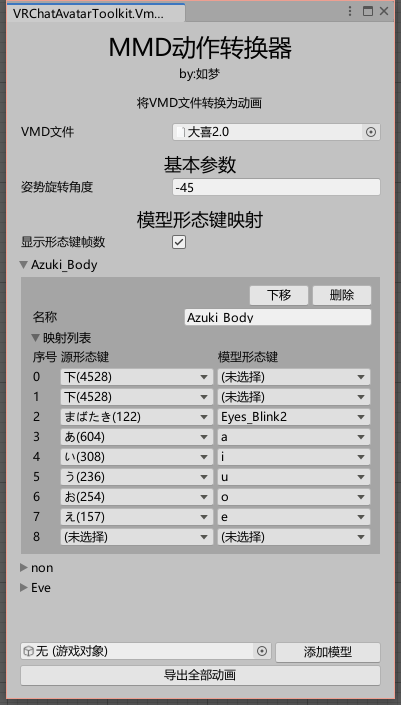 VRChatAvatarToolkit.Vm...
MMD动作转换器
by:如梦
将VMD文件转换为动画
VMD文件 大喜2.0
基本参数
姿势旋转角度 -45
模型形态键映射
显示形态键帧数
Azuki_Body
下移 删除
名称 Azuki_Body
映射列表
序号 源形态键 模型形态键
0 下(4528) (未选择)
1 下(4528) (未选择)
2 まばたき(122) Eyes_Blink2
3 あ(604) a
4 い(308) i
5 う(236) u
6 お(254) o
7 え(157) e
8 (未选择) (未选择)
non
Eve
无 (游戏对象) 添加模型
导出全部动画